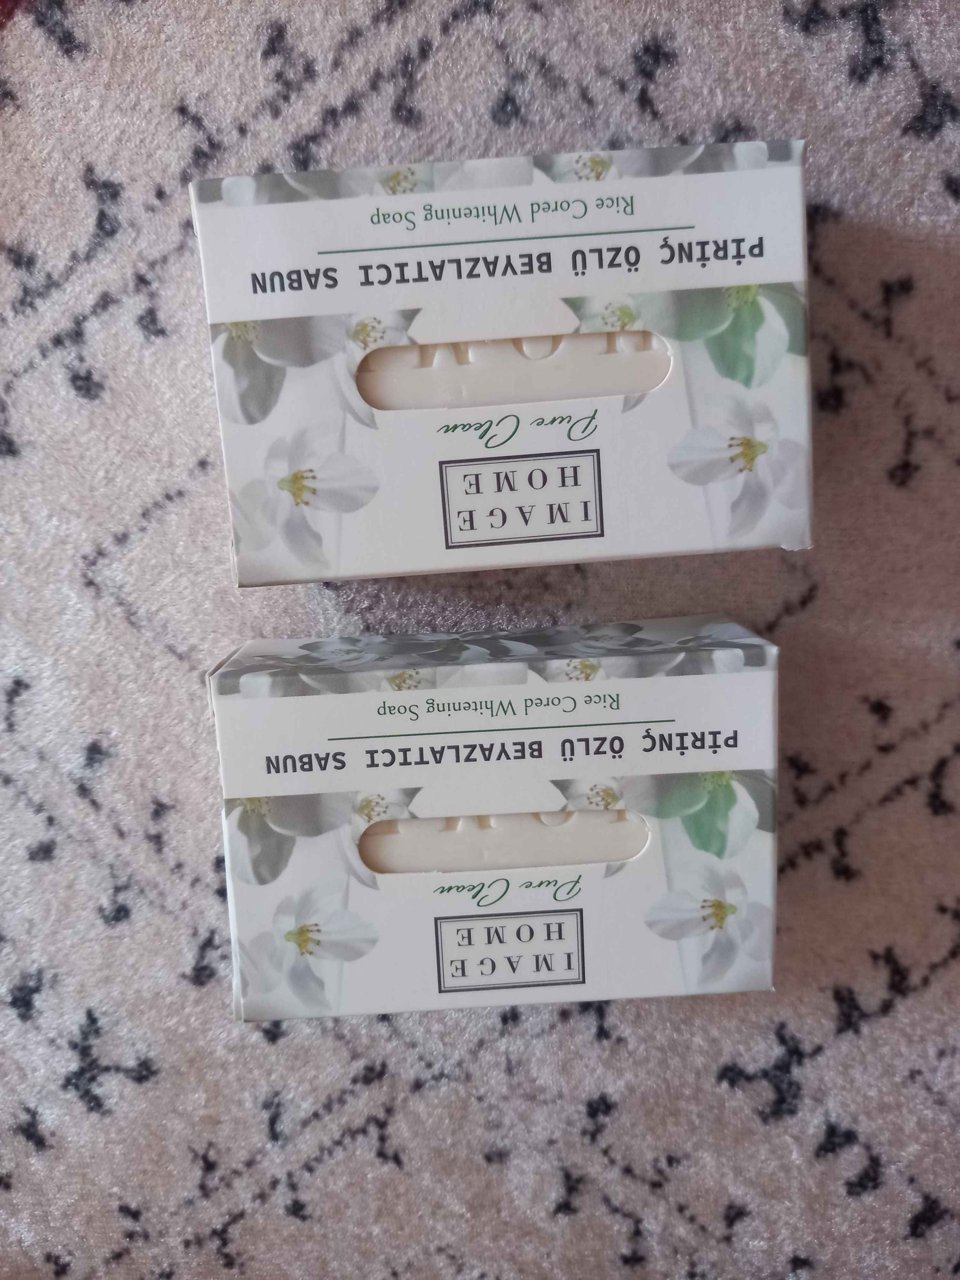 IMAGE
HOME
Pure Clean
HOM
PİRİNÇ ÖZLÜ BEYAZLATICI SABUN
Rice Cored Whitening Soap
IMAGE
HOME
Pure Clean
PİRİNÇ ÖZLÜ BEYAZLATICI SABUN
Rice Cored Whitening Soap